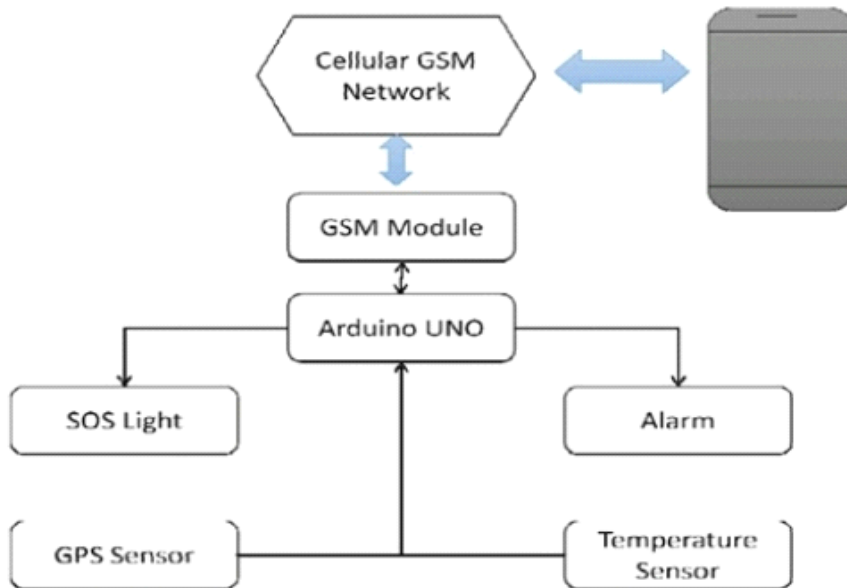 Cellular GSM
Network
GSM Module
Arduino UNO
SOS Light
Alarm
GPS Sensor
Temperature
Sensor